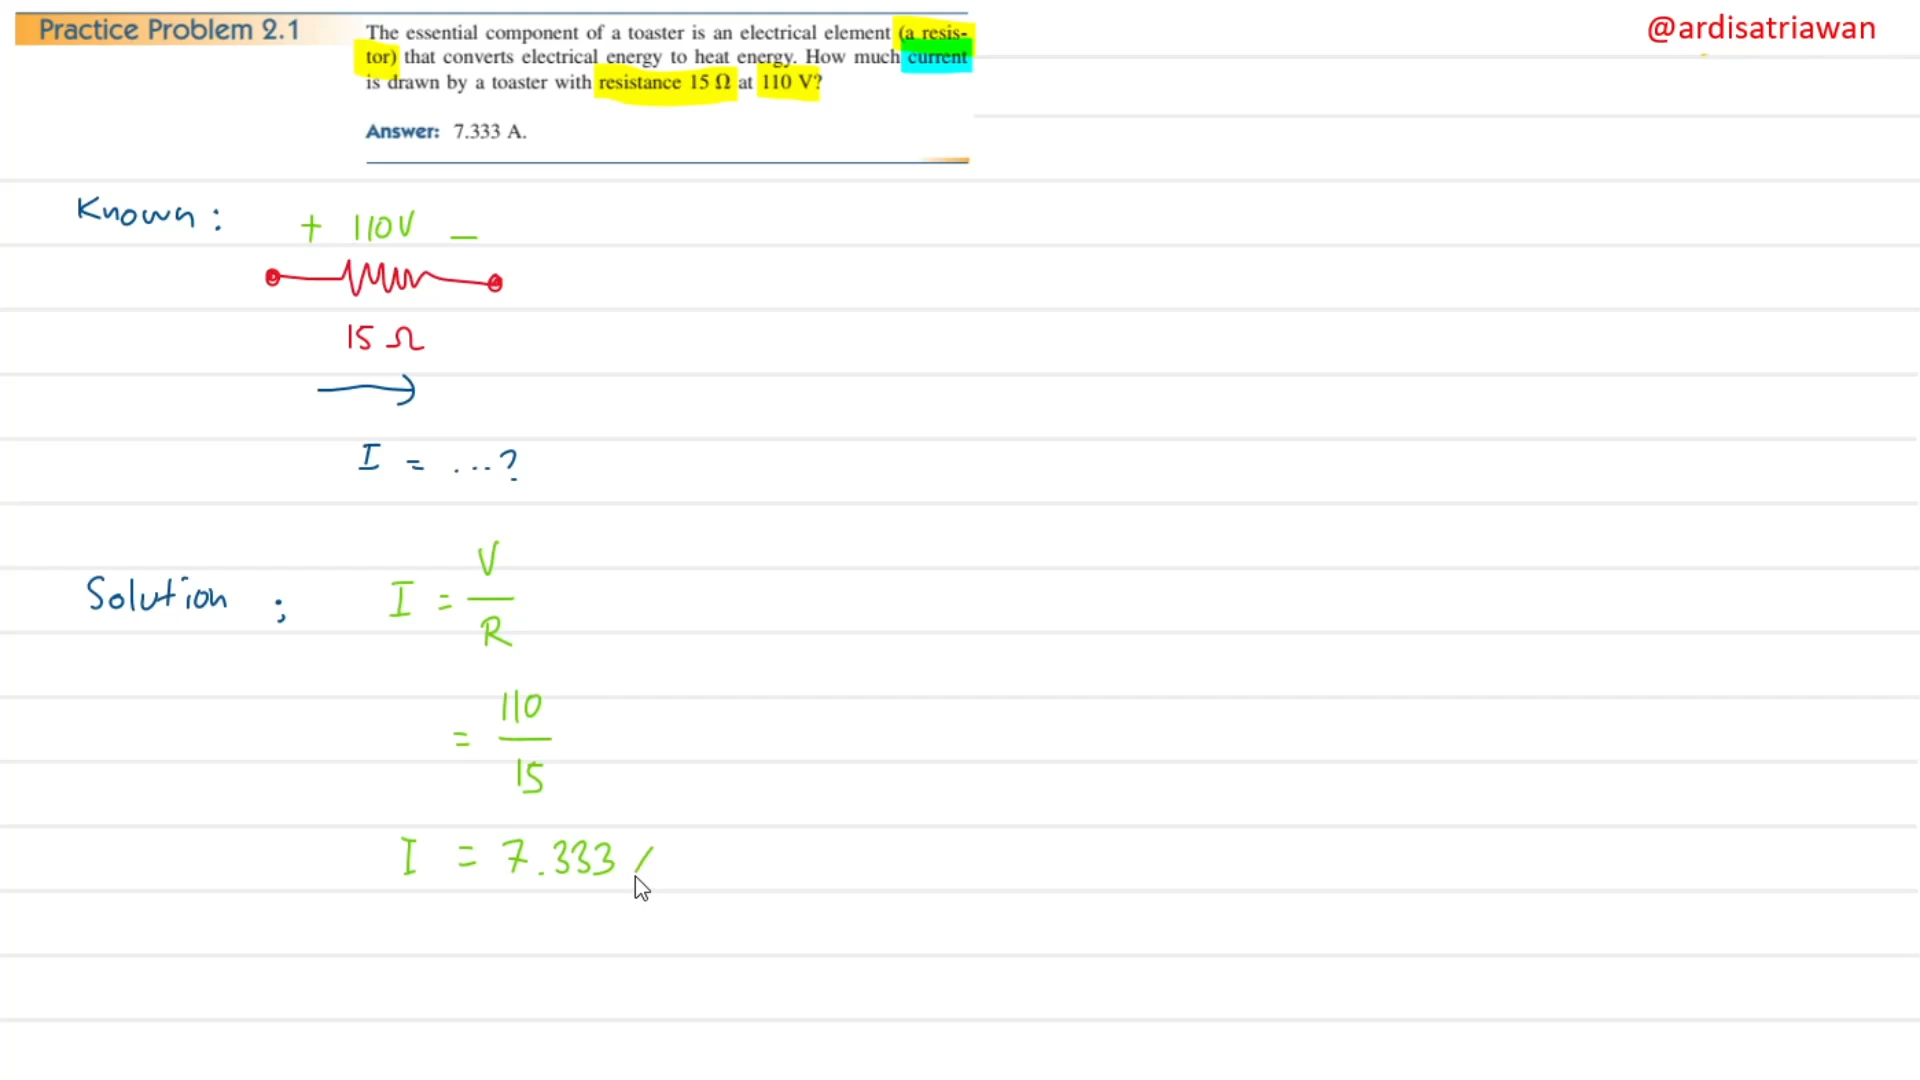 Practice Problem 2.1
@ardisatriawan
The essential component of a toaster is an electrical element (a resis-
tor) that converts electrical energy to heat energy. How much current
is drawn by a toaster with resistance 15 Ω at 110 V?
Answer: 7.333 A.
Known :
+ 110V −
15 Ω
I = ...?
Solution ;
I = V
R
= 110
15
I = 7.333